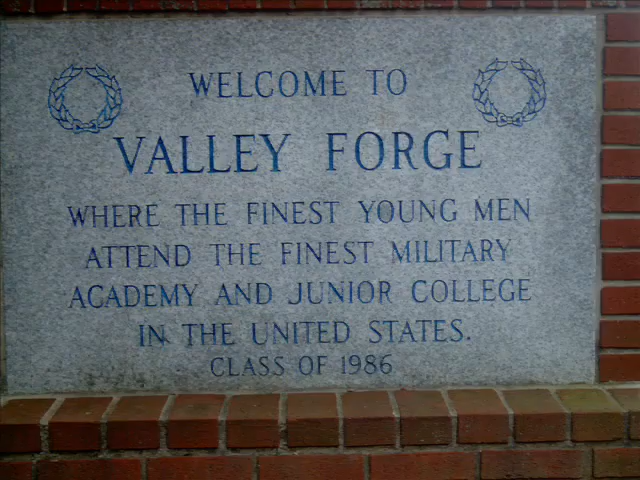 WELCOME TO
VALLEY FORGE
WHERE THE FINEST YOUNG MEN
ATTEND THE FINEST MILITARY
ACADEMY AND JUNIOR COLLEGE
IN THE UNITED STATES.
CLASS OF 1986